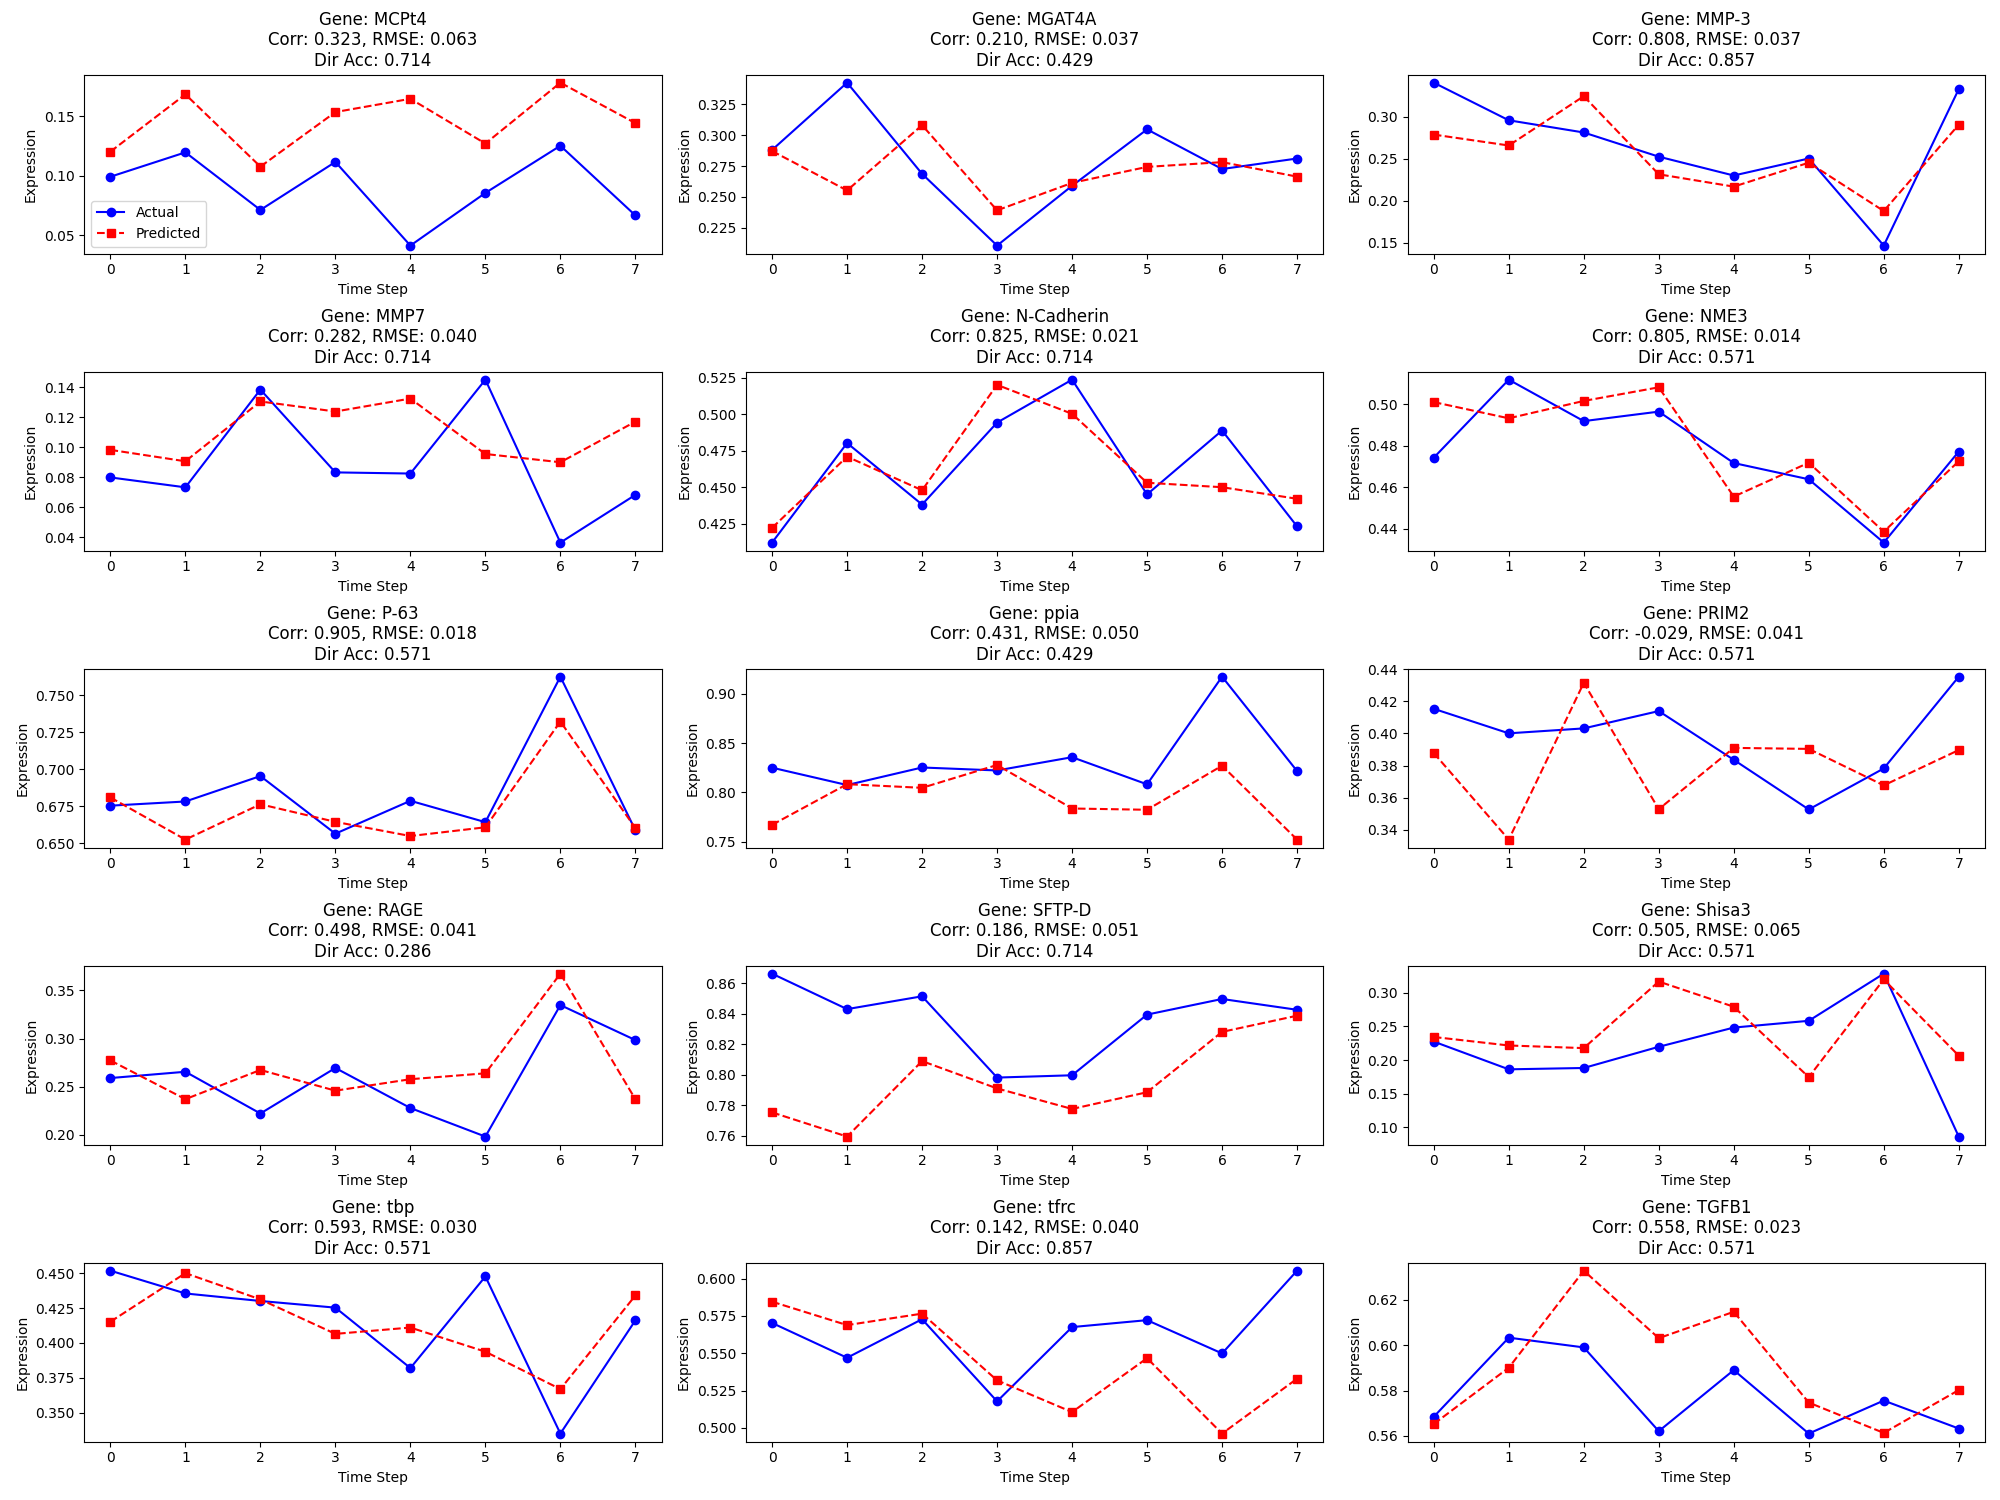 Gene: MCPt4
Corr: 0.323, RMSE: 0.063
Dir Acc: 0.714
Expression
0.15
0.10
0.05
Actual
Predicted
0 1 2 3 4 5 6 7
Time Step
Gene: MGAT4A
Corr: 0.210, RMSE: 0.037
Dir Acc: 0.429
Expression
0.325
0.300
0.275
0.250
0.225
0 1 2 3 4 5 6 7
Time Step
Gene: MMP-3
Corr: 0.808, RMSE: 0.037
Dir Acc: 0.857
Expression
0.30
0.25
0.20
0.15
0 1 2 3 4 5 6 7
Time Step
Gene: MMP7
Corr: 0.282, RMSE: 0.040
Dir Acc: 0.714
Expression
0.14
0.12
0.10
0.08
0.06
0.04
0 1 2 3 4 5 6 7
Time Step
Gene: N-Cadherin
Corr: 0.825, RMSE: 0.021
Dir Acc: 0.714
Expression
0.525
0.500
0.475
0.450
0.425
0 1 2 3 4 5 6 7
Time Step
Gene: NME3
Corr: 0.805, RMSE: 0.014
Dir Acc: 0.571
Expression
0.50
0.48
0.46
0.44
0 1 2 3 4 5 6 7
Time Step
Gene: P-63
Corr: 0.905, RMSE: 0.018
Dir Acc: 0.571
Expression
0.750
0.725
0.700
0.675
0.650
0 1 2 3 4 5 6 7
Time Step
Gene: ppia
Corr: 0.431, RMSE: 0.050
Dir Acc: 0.429
Expression
0.90
0.85
0.80
0.75
0 1 2 3 4 5 6 7
Time Step
Gene: PRIM2
Corr: -0.029, RMSE: 0.041
Dir Acc: 0.571
Expression
0.44
0.42
0.40
0.38
0.36
0.34
0 1 2 3 4 5 6 7
Time Step
Gene: RAGE
Corr: 0.498, RMSE: 0.041
Dir Acc: 0.286
Expression
0.35
0.30
0.25
0.20
0 1 2 3 4 5 6 7
Time Step
Gene: SFTP-D
Corr: 0.186, RMSE: 0.051
Dir Acc: 0.714
Expression
0.86
0.84
0.82
0.80
0.78
0.76
0 1 2 3 4 5 6 7
Time Step
Gene: Shisa3
Corr: 0.505, RMSE: 0.065
Dir Acc: 0.571
Expression
0.30
0.25
0.20
0.15
0.10
0 1 2 3 4 5 6 7
Time Step
Gene: tbp
Corr: 0.593, RMSE: 0.030
Dir Acc: 0.571
Expression
0.450
0.425
0.400
0.375
0.350
0 1 2 3 4 5 6 7
Time Step
Gene: tfrc
Corr: 0.142, RMSE: 0.040
Dir Acc: 0.857
Expression
0.600
0.575
0.550
0.525
0.500
0 1 2 3 4 5 6 7
Time Step
Gene: TGFB1
Corr: 0.558, RMSE: 0.023
Dir Acc: 0.571
Expression
0.62
0.60
0.58
0.56
0 1 2 3 4 5 6 7
Time Step